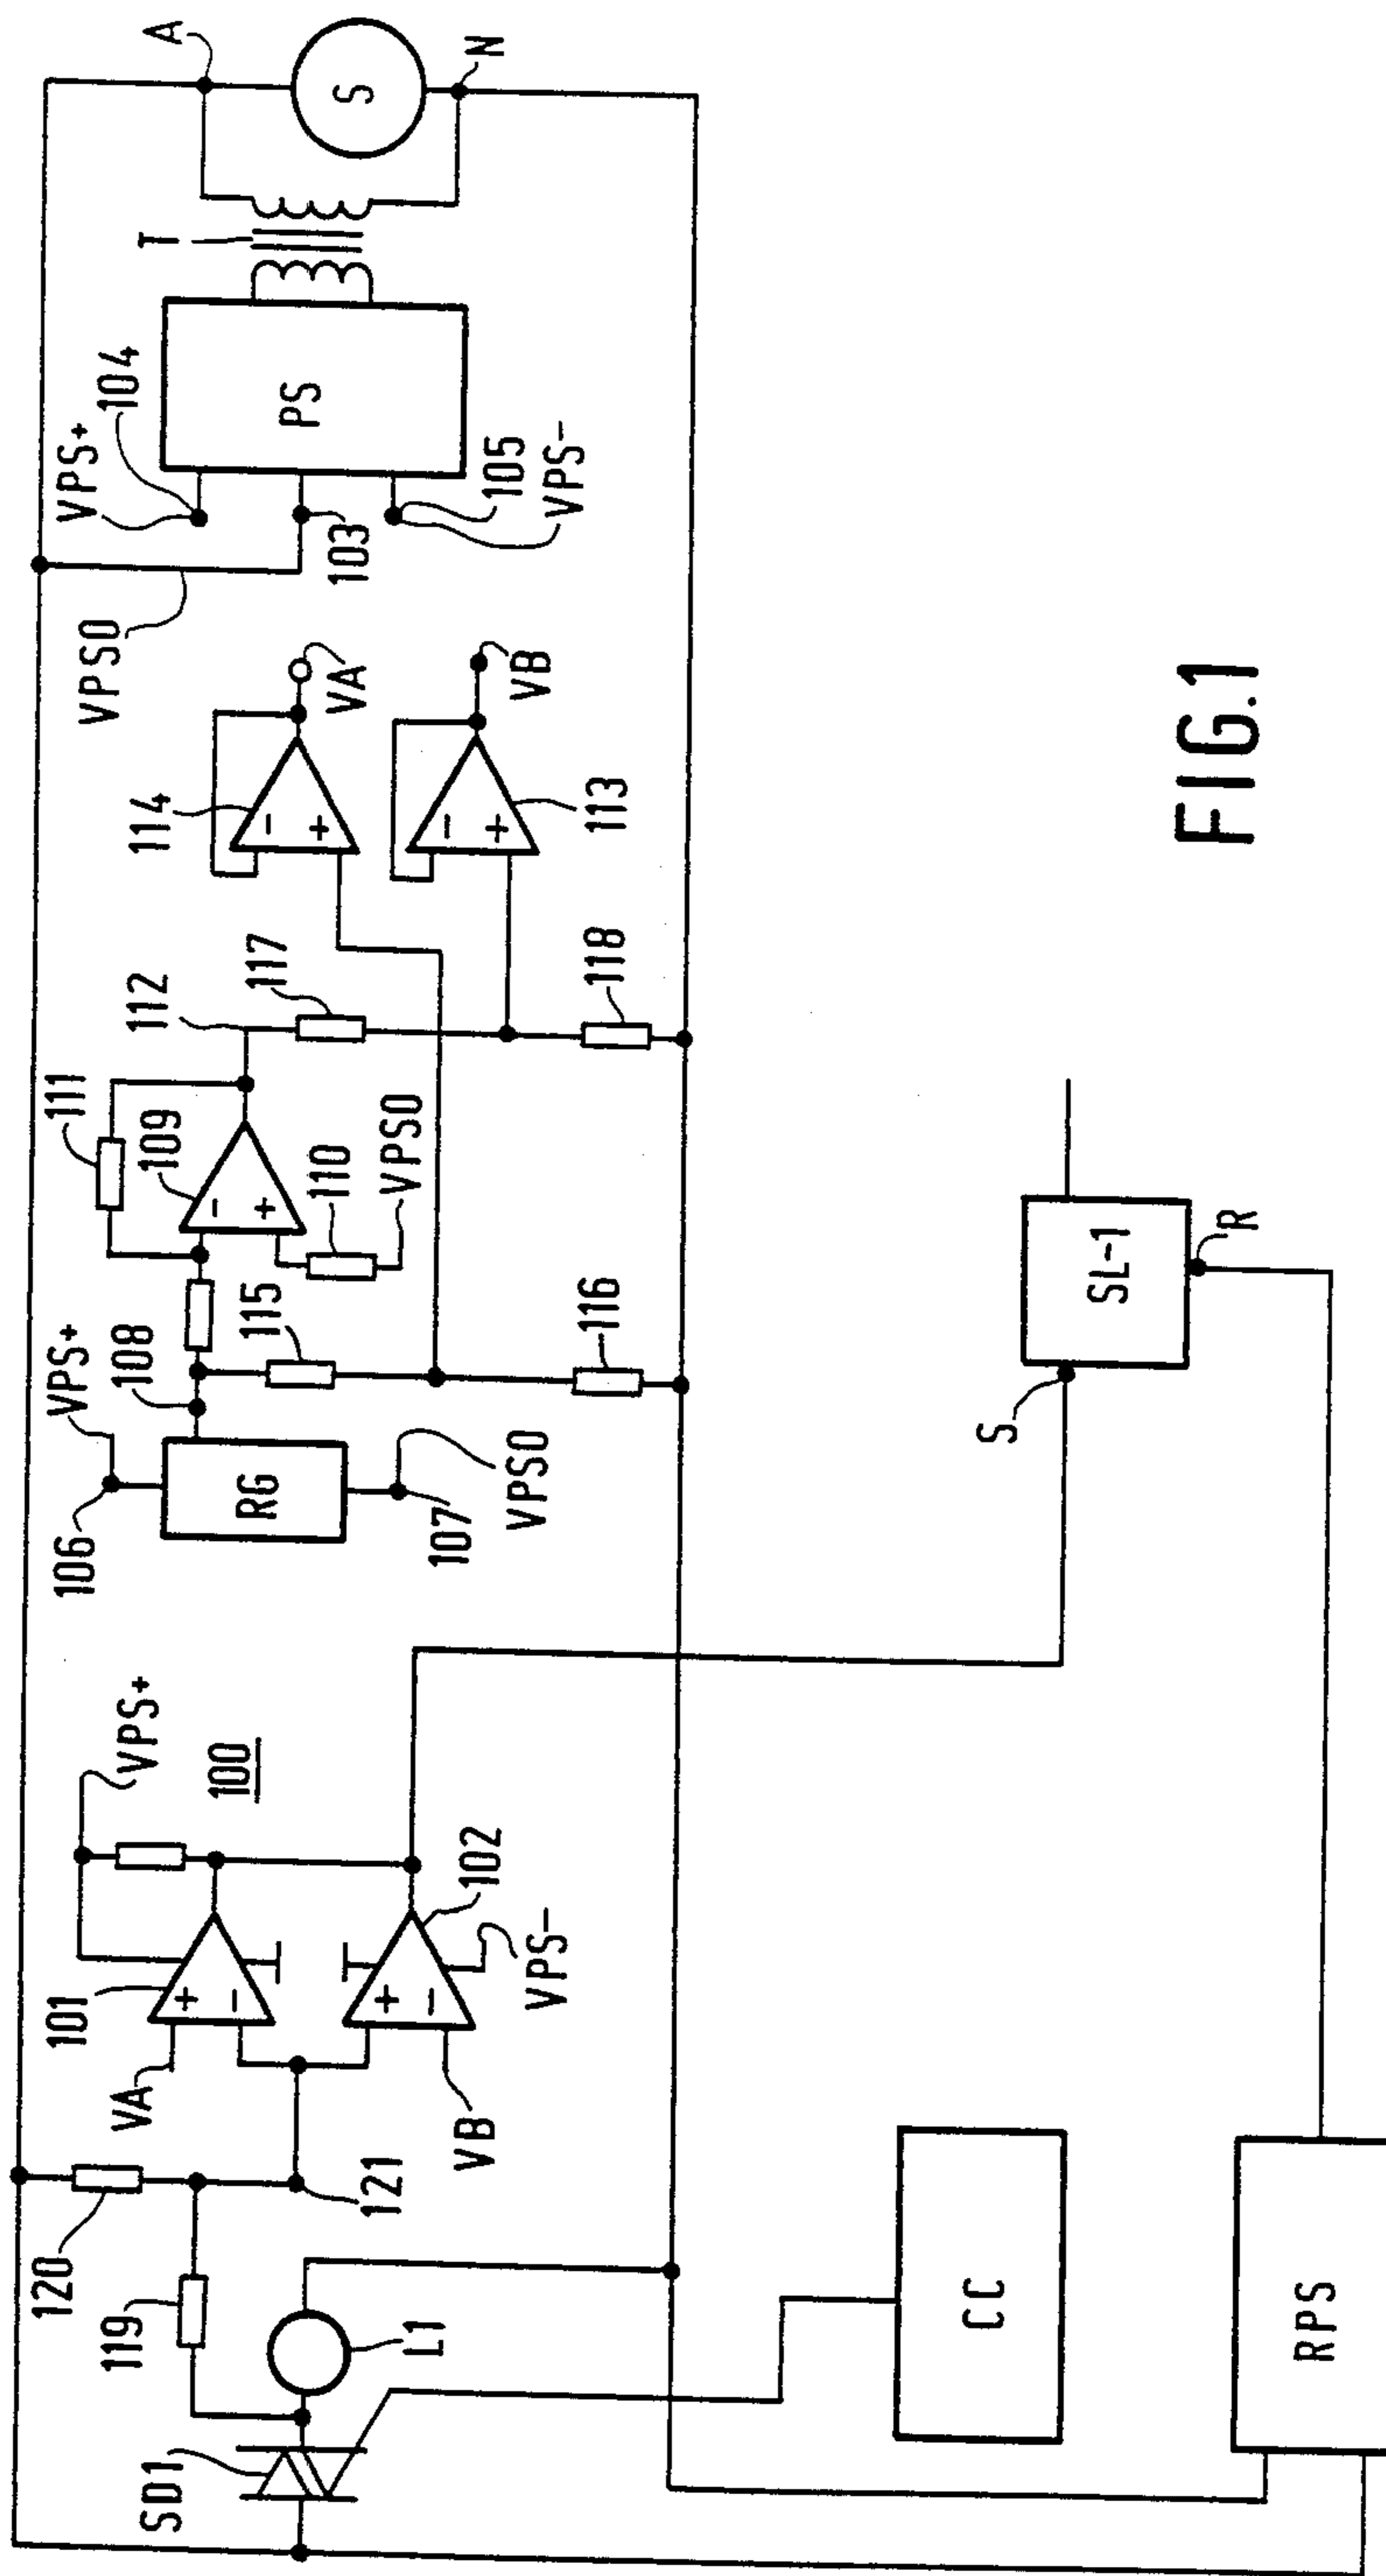 A
S
N
T
PS
VPS+
104
103
105
VPS-
VPS0
VA
VB
114
-
+
113
-
+
117
118
112
111
109
-
+
110
VPS0
115
116
VPS+
108
106
RG
107
VPS0
SL-1
R
S
VPS+
100
101
+
-
102
+
-
VPS-
VA
VB
120
119
121
L1
SD1
CC
RPS
FIG.1